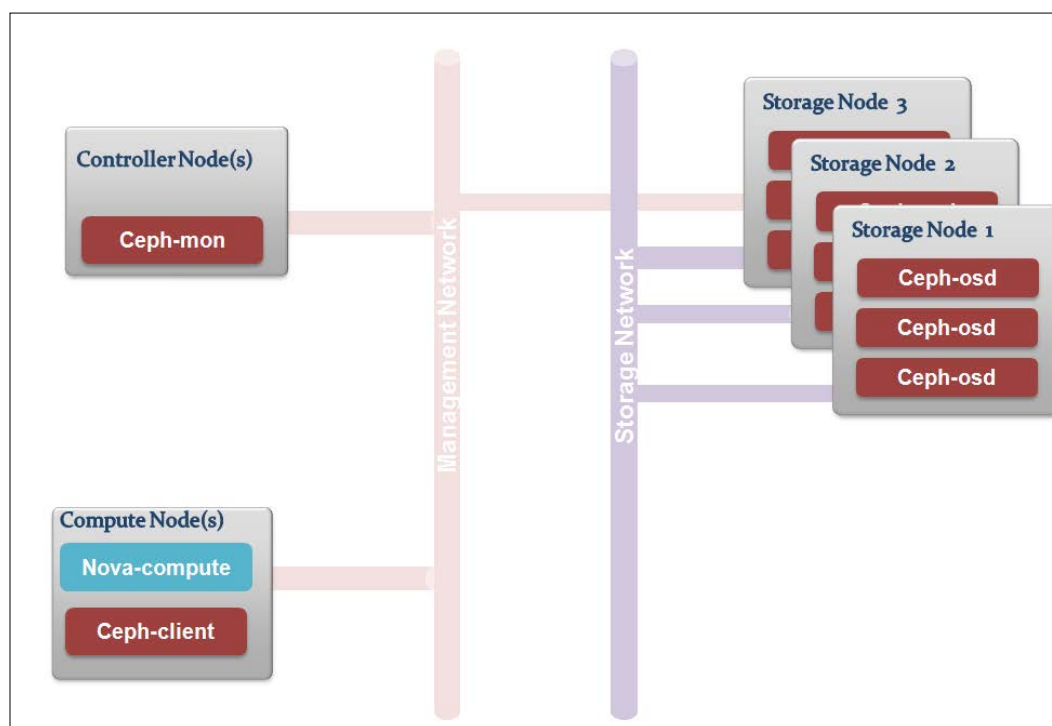 Controller Node(s)
Ceph-mon
Compute Node(s)
Nova-compute
Ceph-client
Management Network
Storage Network
Storage Node 3
Storage Node 2
Storage Node 1
Ceph-osd
Ceph-osd
Ceph-osd